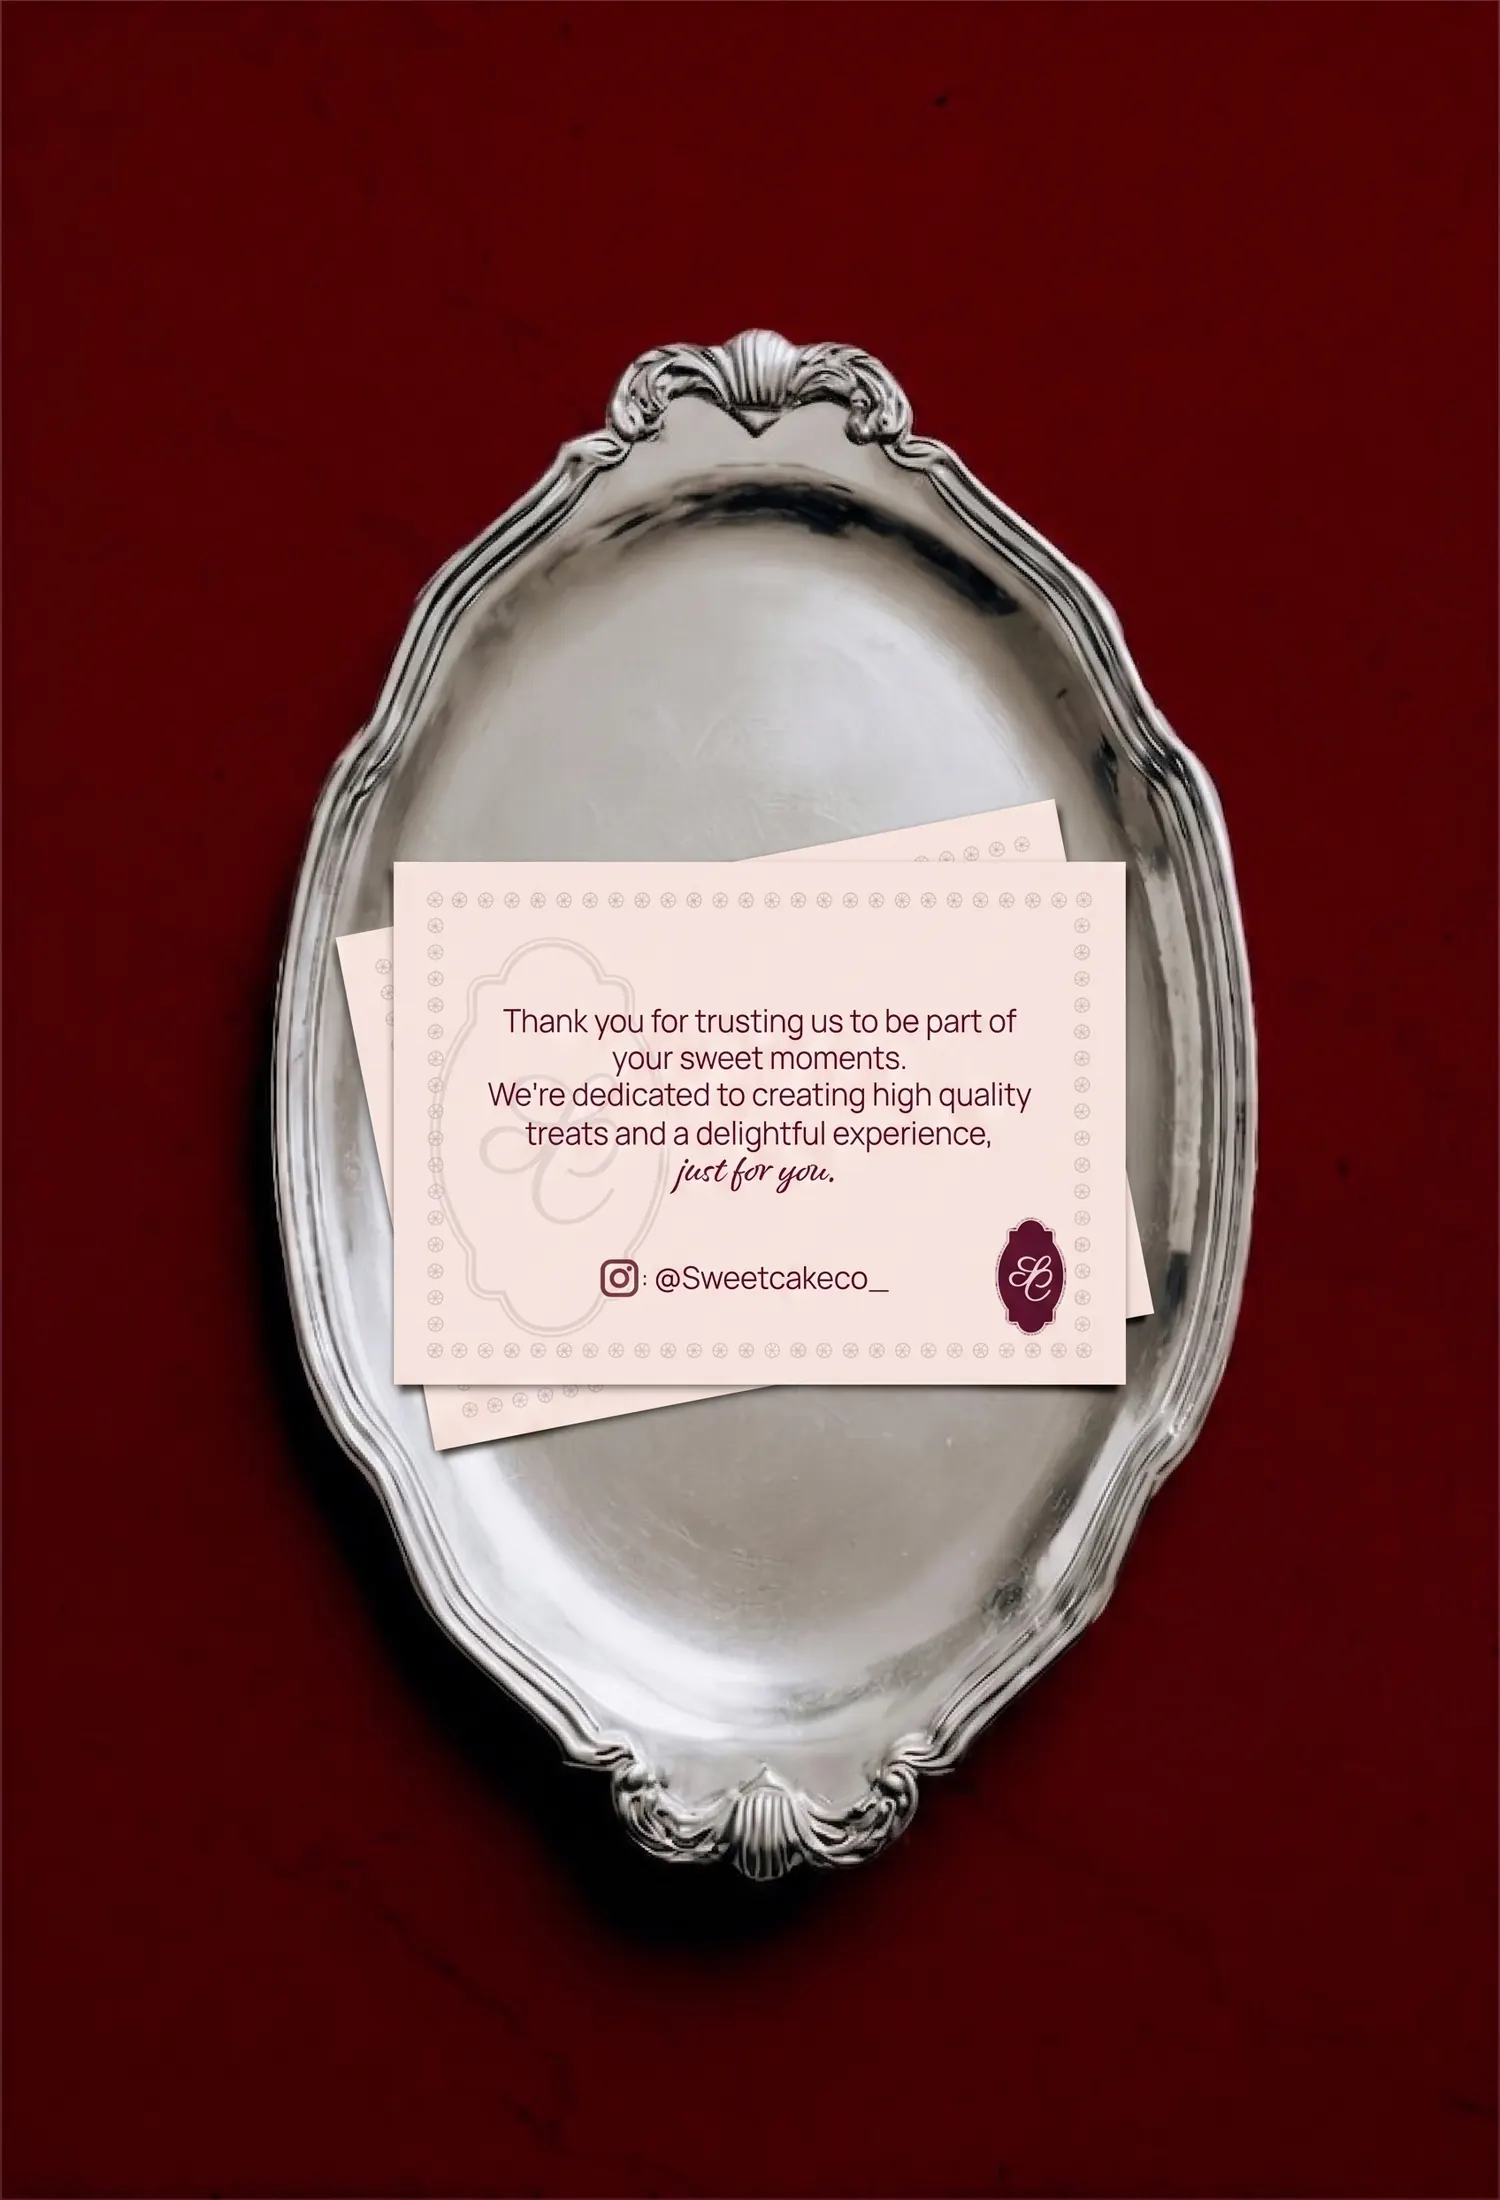 Thank you for trusting us to be part of
your sweet moments.
We're dedicated to creating high quality
treats and a delightful experience,
just for you.
: @Sweetcakeco_
SC